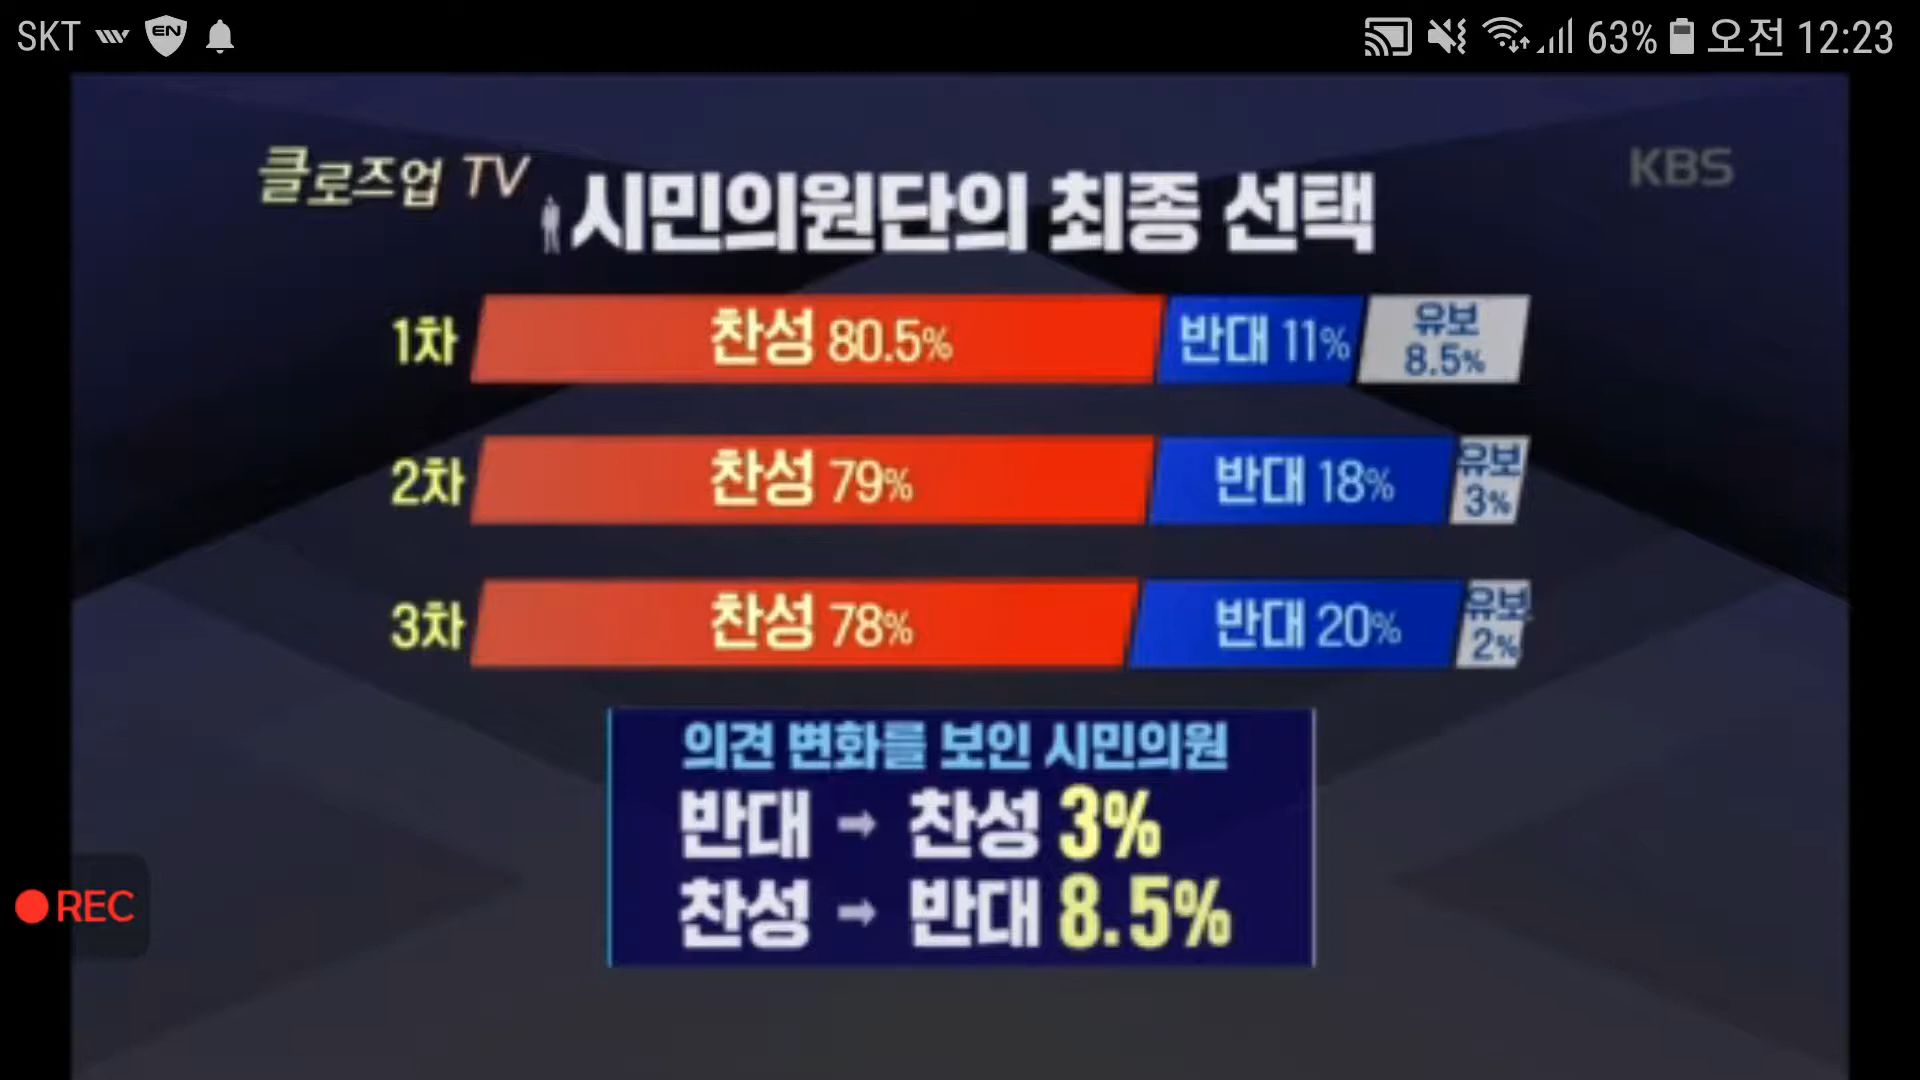 SKT EN 63% 오전 12:23
클로즈업 TV
KBS
시민의원단의 최종 선택
1차 찬성 80.5% 반대 11% 유보 8.5%
2차 찬성 79% 반대 18% 유보 3%
3차 찬성 78% 반대 20% 유보 2%
의견 변화를 보인 시민의원
반대 → 찬성 3%
찬성 → 반대 8.5%
REC